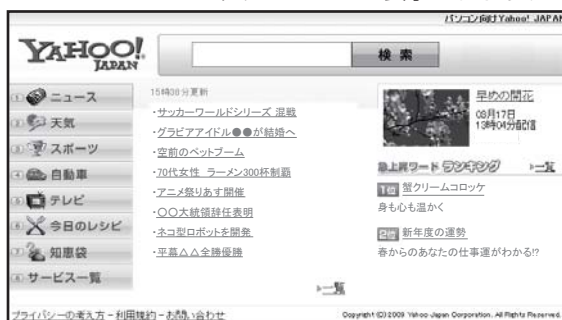 パソコン向けYahoo! JAPAN
YAHOO!
JAPAN
検索
ニュース
天気
スポーツ
自動車
テレビ
今日のレシピ
知恵袋
サービス一覧
15時08分更新
・サッカーワールドシリーズ 混戦
・グラビアアイドル●●が結婚へ
・空前のペットブーム
・70代女性 ラーメン300杯制覇
・アニメ祭りあす開催
・〇〇大統領辞任表明
・ネコ型ロボットを開発
・平幕△△全勝優勝
一覧
早めの開花
03月17日
13時04分配信
急上昇ワード ランキング
一覧
1位 蟹クリームコロッケ
身も心も温かく
2位 新年度の運勢
春からのあなたの仕事運がわかる!?
プライバシーの考え方 - 利用規約 - お問い合わせ
Copyright (C) 2009 Yahoo Japan Corporation. All Rights Reserved.